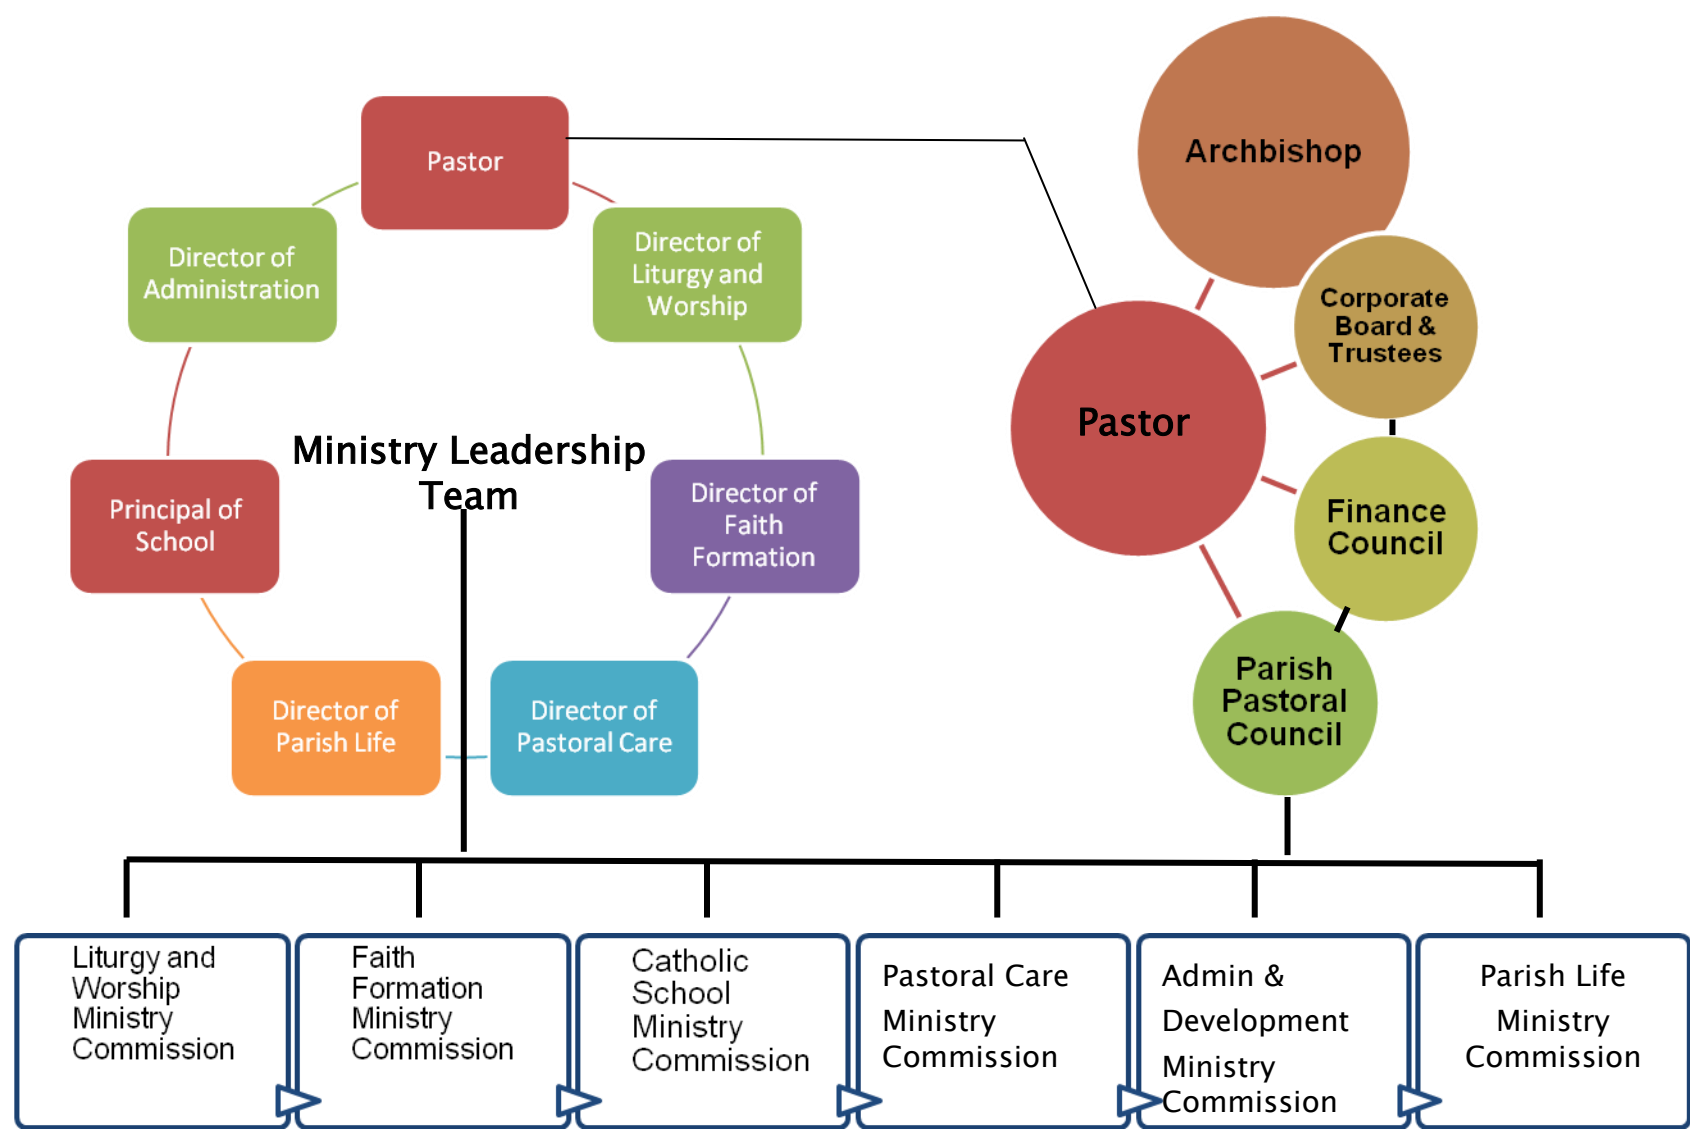 Archbishop
Pastor
Director of
Administration
Director of
Liturgy and
Worship
Corporate
Board &
Trustees
Pastor
Ministry Leadership
Team
Principal of
School
Director of
Faith
Formation
Finance
Council
Director of
Parish Life
Director of
Pastoral Care
Parish
Pastoral
Council
Liturgy and
Worship
Ministry
Commission
Faith
Formation
Ministry
Commission
Catholic
School
Ministry
Commission
Pastoral Care
Ministry
Commission
Admin &
Development
Ministry
Commission
Parish Life
Ministry
Commission